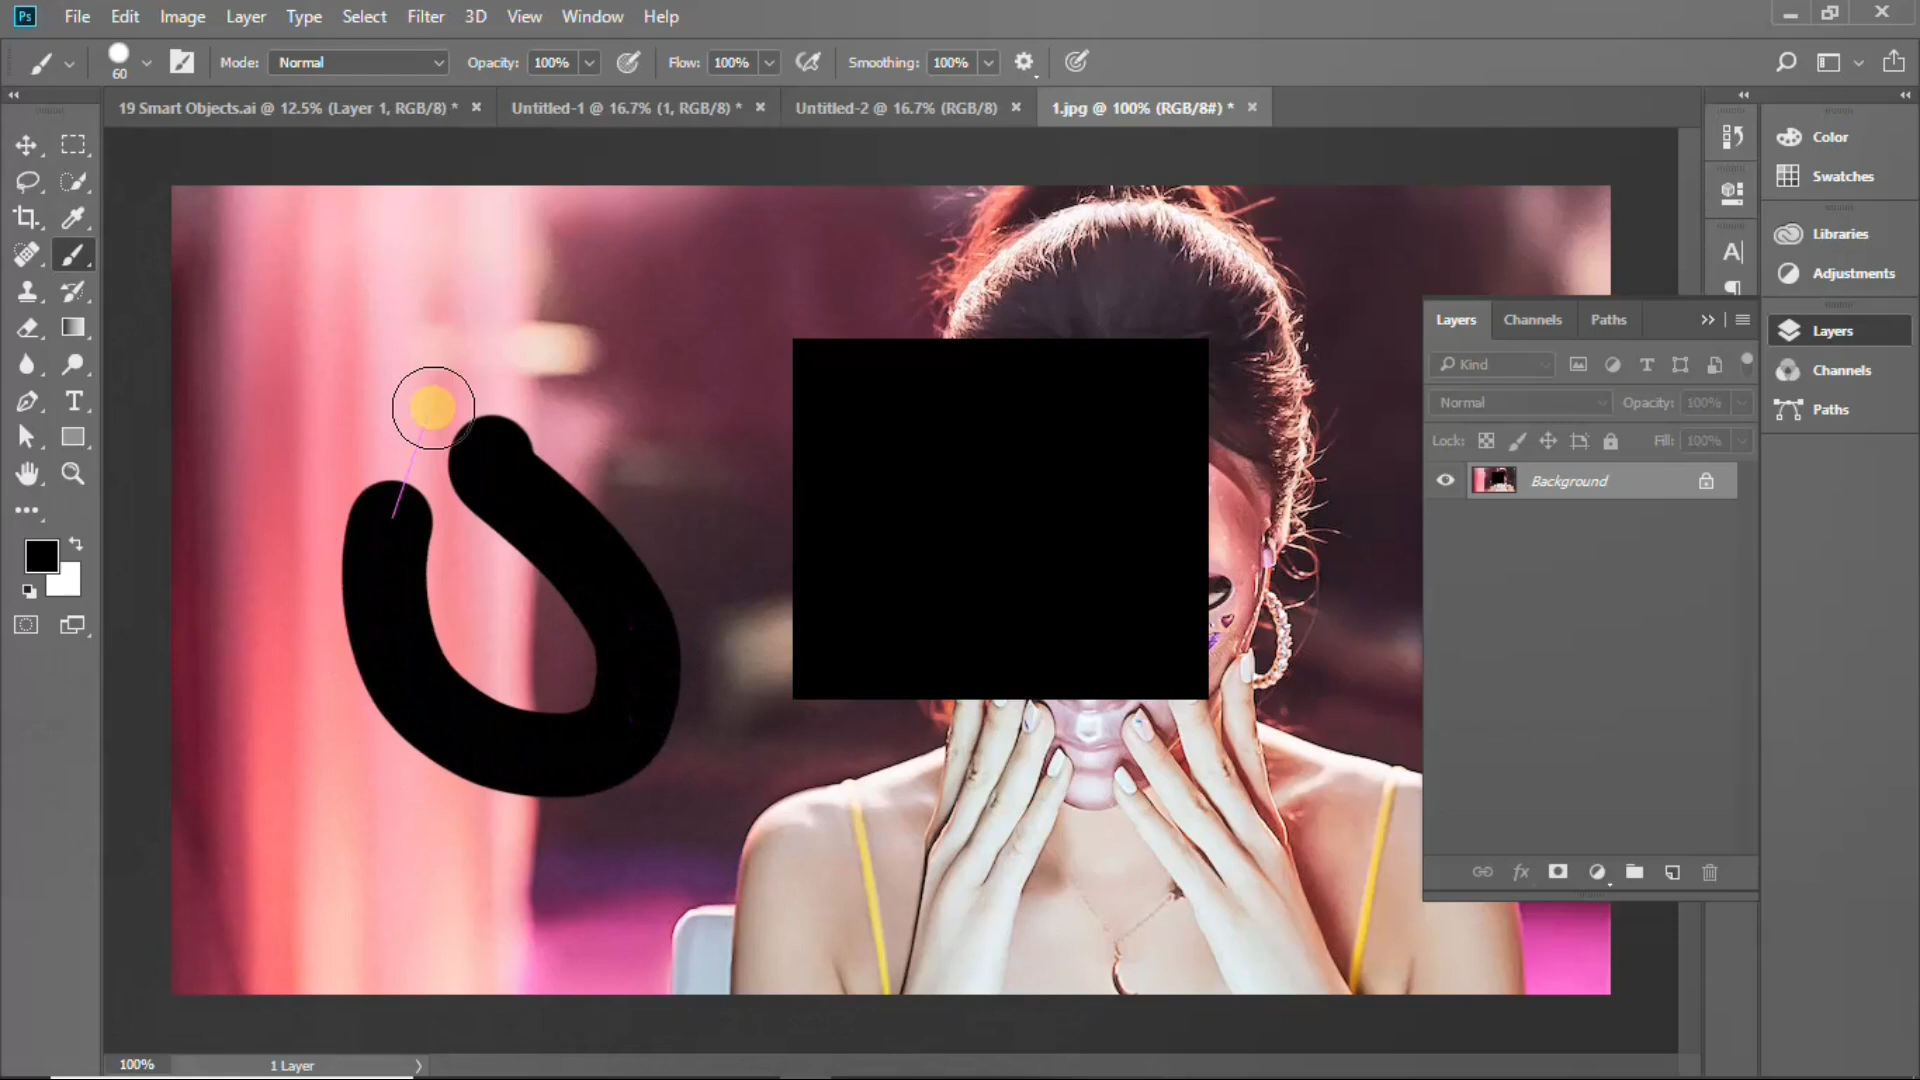 Ps File Edit Image Layer Type Select Filter 3D View Window Help
60 Mode: Normal Opacity: 100% Flow: 100% Smoothing: 100%
19 Smart Objects.ai @ 12.5% (Layer 1, RGB/8) * Untitled-1 @ 16.7% (1, RGB/8) * Untitled-2 @ 16.7% (RGB/8) 1.jpg @ 100% (RGB/8#) *
Color
Swatches
Libraries
Adjustments
Layers
Channels
Paths
Layers Channels Paths
Kind
Normal Opacity: 100%
Lock: Fill: 100%
Background
fx
100% 1 Layer